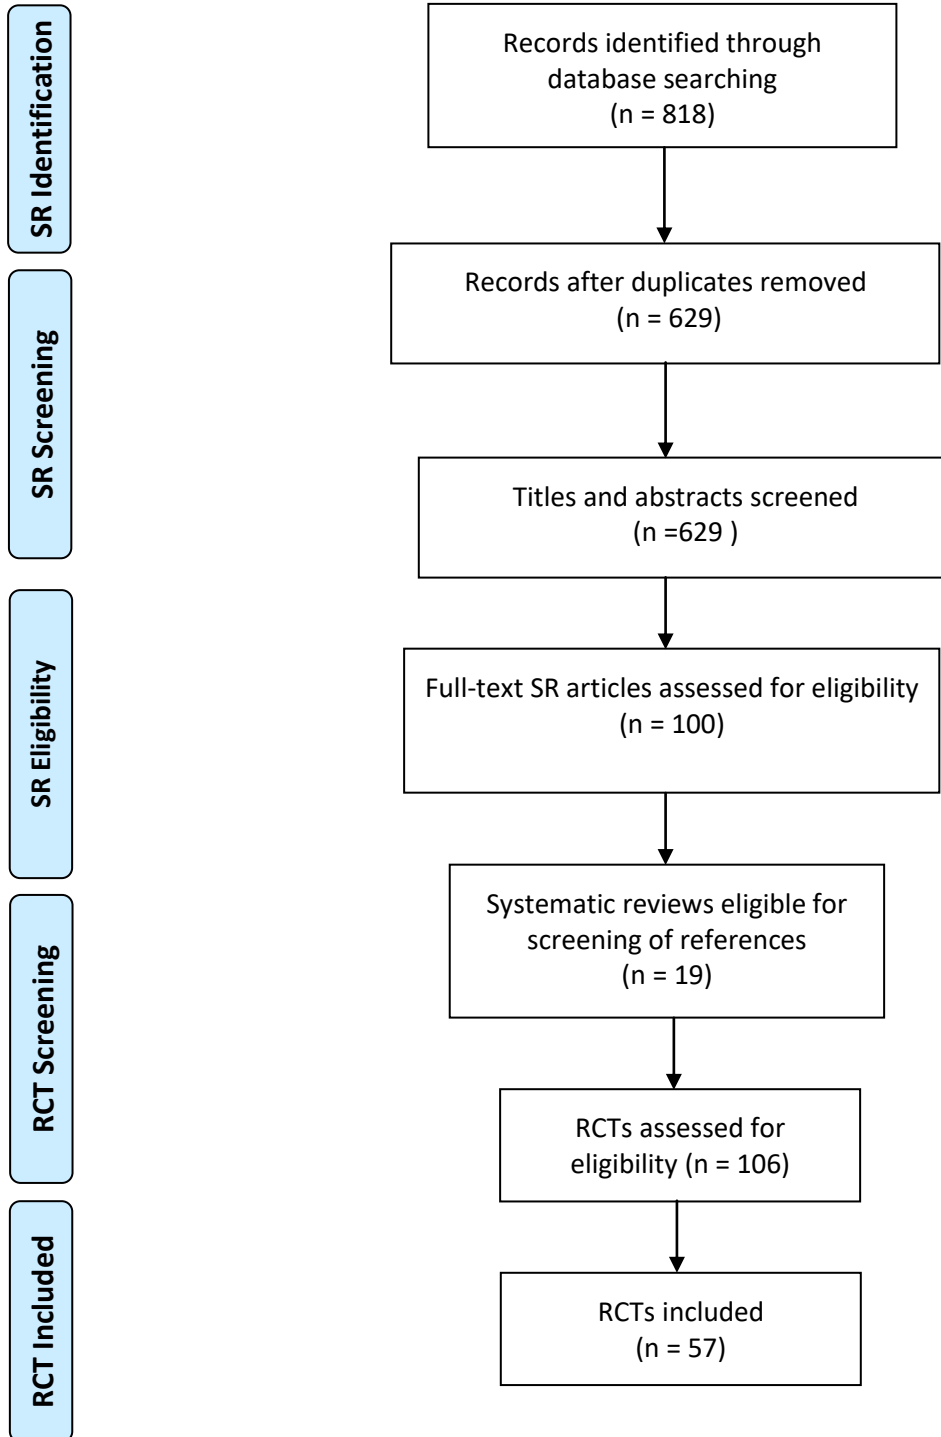 SR Identification
Records identified through
database searching
(n = 818)
SR Screening
Records after duplicates removed
(n = 629)
Titles and abstracts screened
(n =629 )
SR Eligibility
Full-text SR articles assessed for eligibility
(n = 100)
RCT Screening
Systematic reviews eligible for
screening of references
(n = 19)
RCTs assessed for
eligibility (n = 106)
RCT Included
RCTs included
(n = 57)